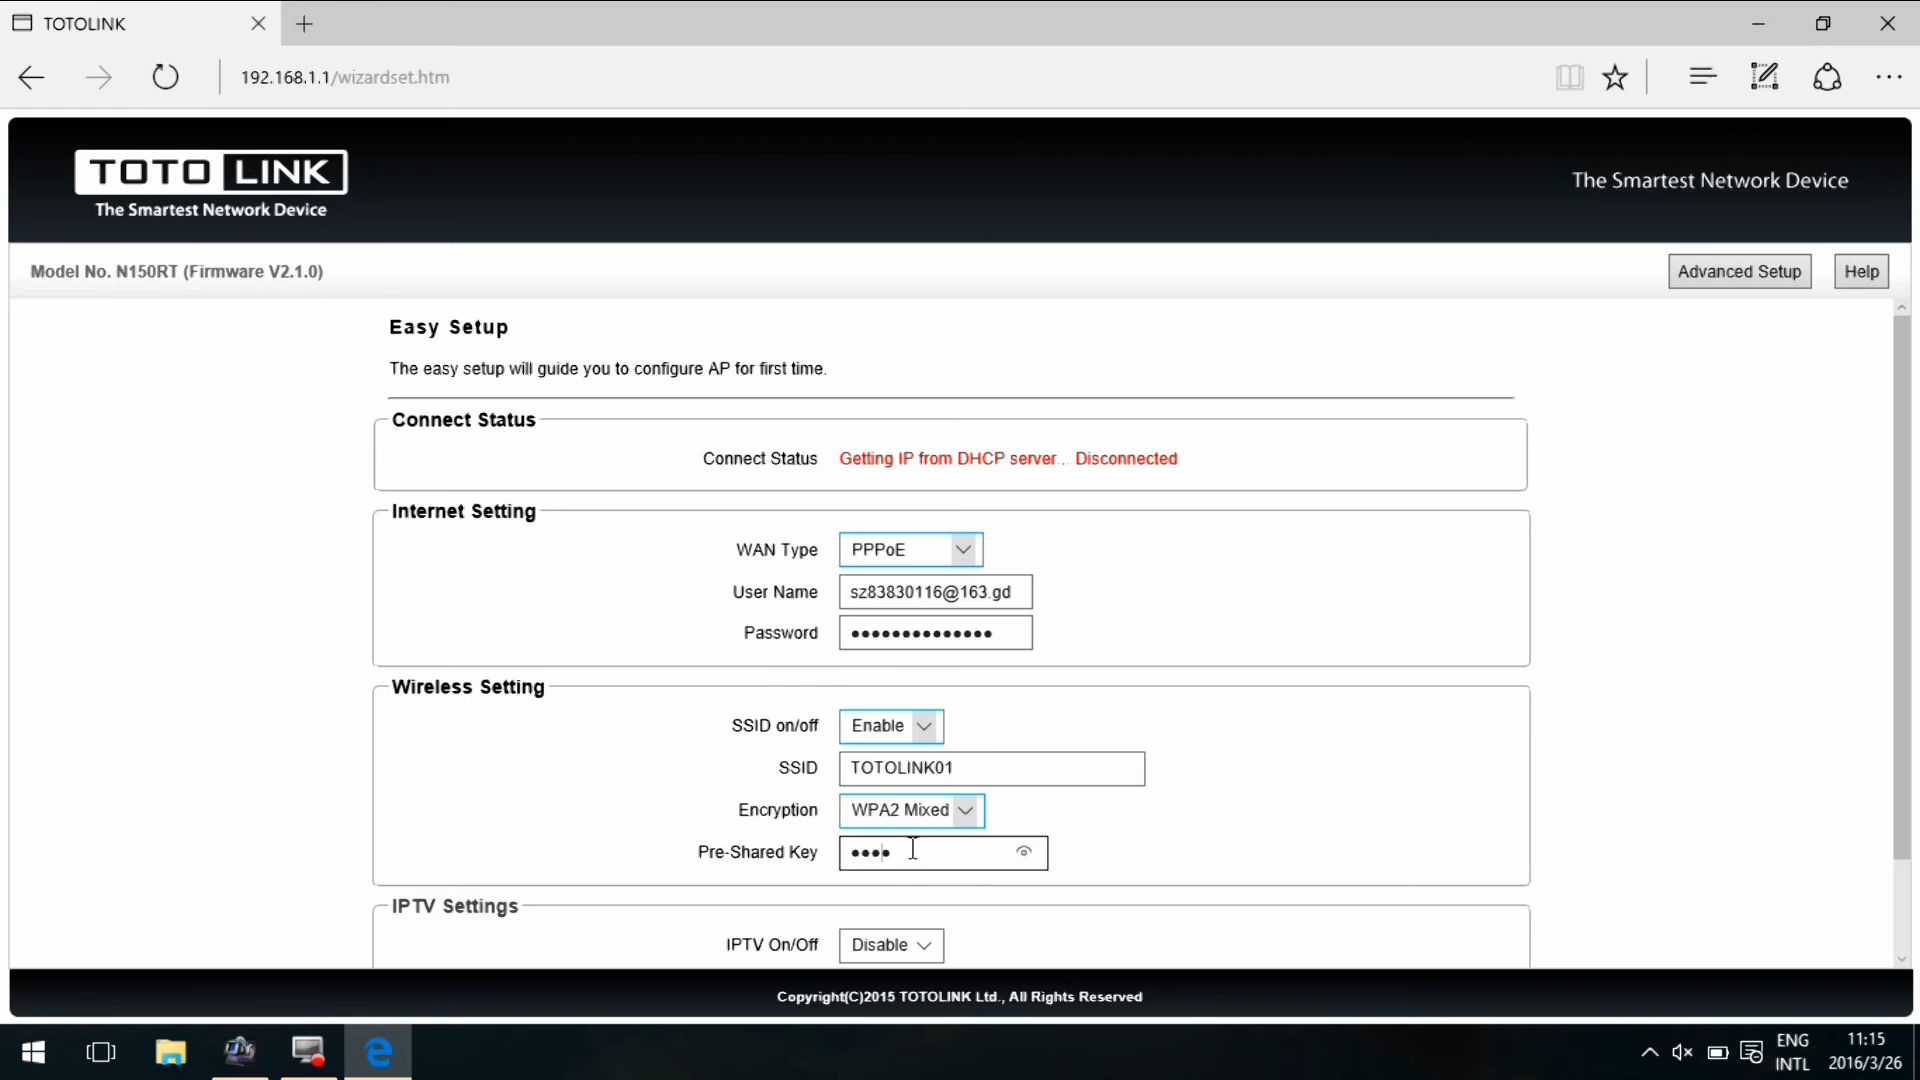 TOTOLINK
192.168.1.1/wizardset.htm
TOTO LINK
The Smartest Network Device
The Smartest Network Device
Model No. N150RT (Firmware V2.1.0)
Advanced Setup
Help
Easy Setup
The easy setup will guide you to configure AP for first time.
Connect Status
Connect Status Getting IP from DHCP server... Disconnected
Internet Setting
WAN Type PPPoE
User Name sz83830116@163.gd
Password ••••••••••••••
Wireless Setting
SSID on/off Enable
SSID TOTOLINK01
Encryption WPA2 Mixed
Pre-Shared Key ••••
IPTV Settings
IPTV On/Off Disable
Copyright(C)2015 TOTOLINK Ltd., All Rights Reserved
ENG 11:15
INTL 2016/3/26